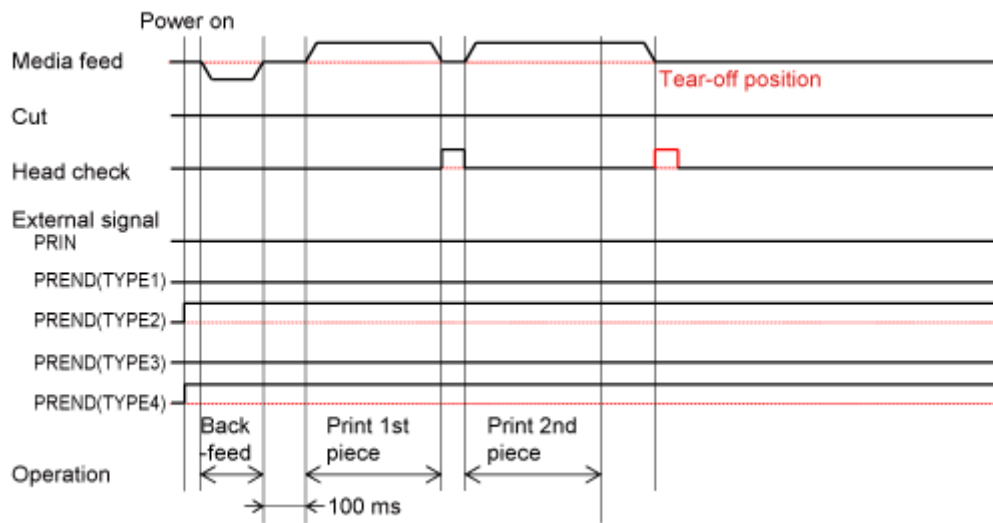 Power on
Media feed
Tear-off position
Cut
Head check
External signal
PRIN
PREND(TYPE1)
PREND(TYPE2)
PREND(TYPE3)
PREND(TYPE4)
Back
-feed
Print 1st
piece
Print 2nd
piece
Operation
100 ms